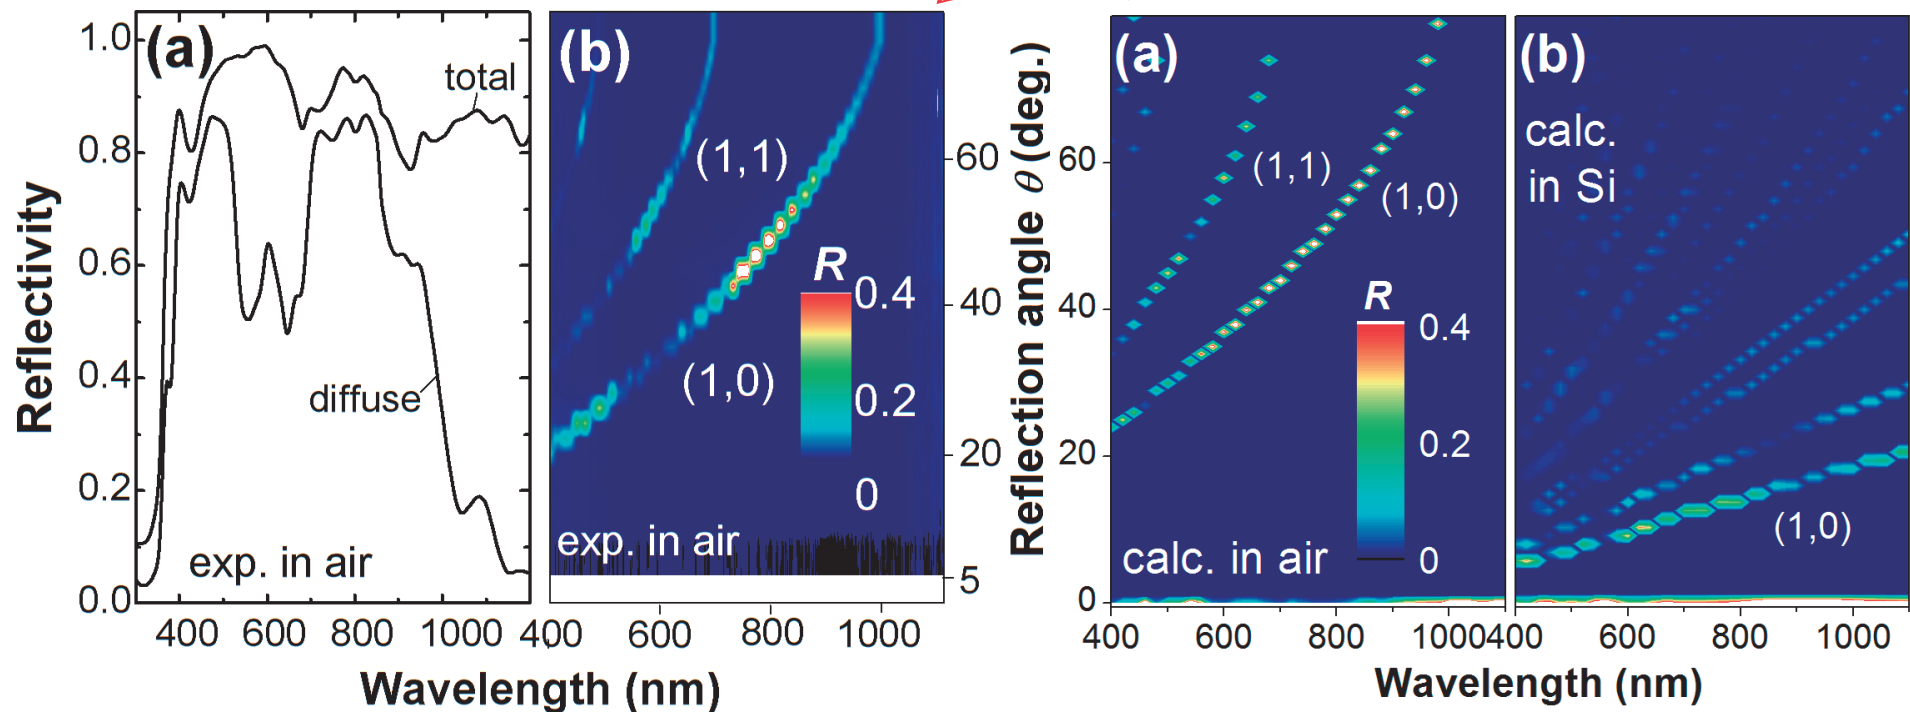 (a)
total
diffuse
exp. in air
Reflectivity
1.0
0.8
0.6
0.4
0.2
0.0
400
600
800
1000
(b)
(1,1)
(1,0)
R
0.4
0.2
0
exp. in air
60
40
20
5
400
600
800
1000
Wavelength (nm)
Reflection angle θ (deg.)
(a)
(1,1)
(1,0)
R
0.4
0.2
0
calc. in air
60
40
20
0
400
600
800
1000
(b)
calc.
in Si
(1,0)
400
600
800
1000
Wavelength (nm)